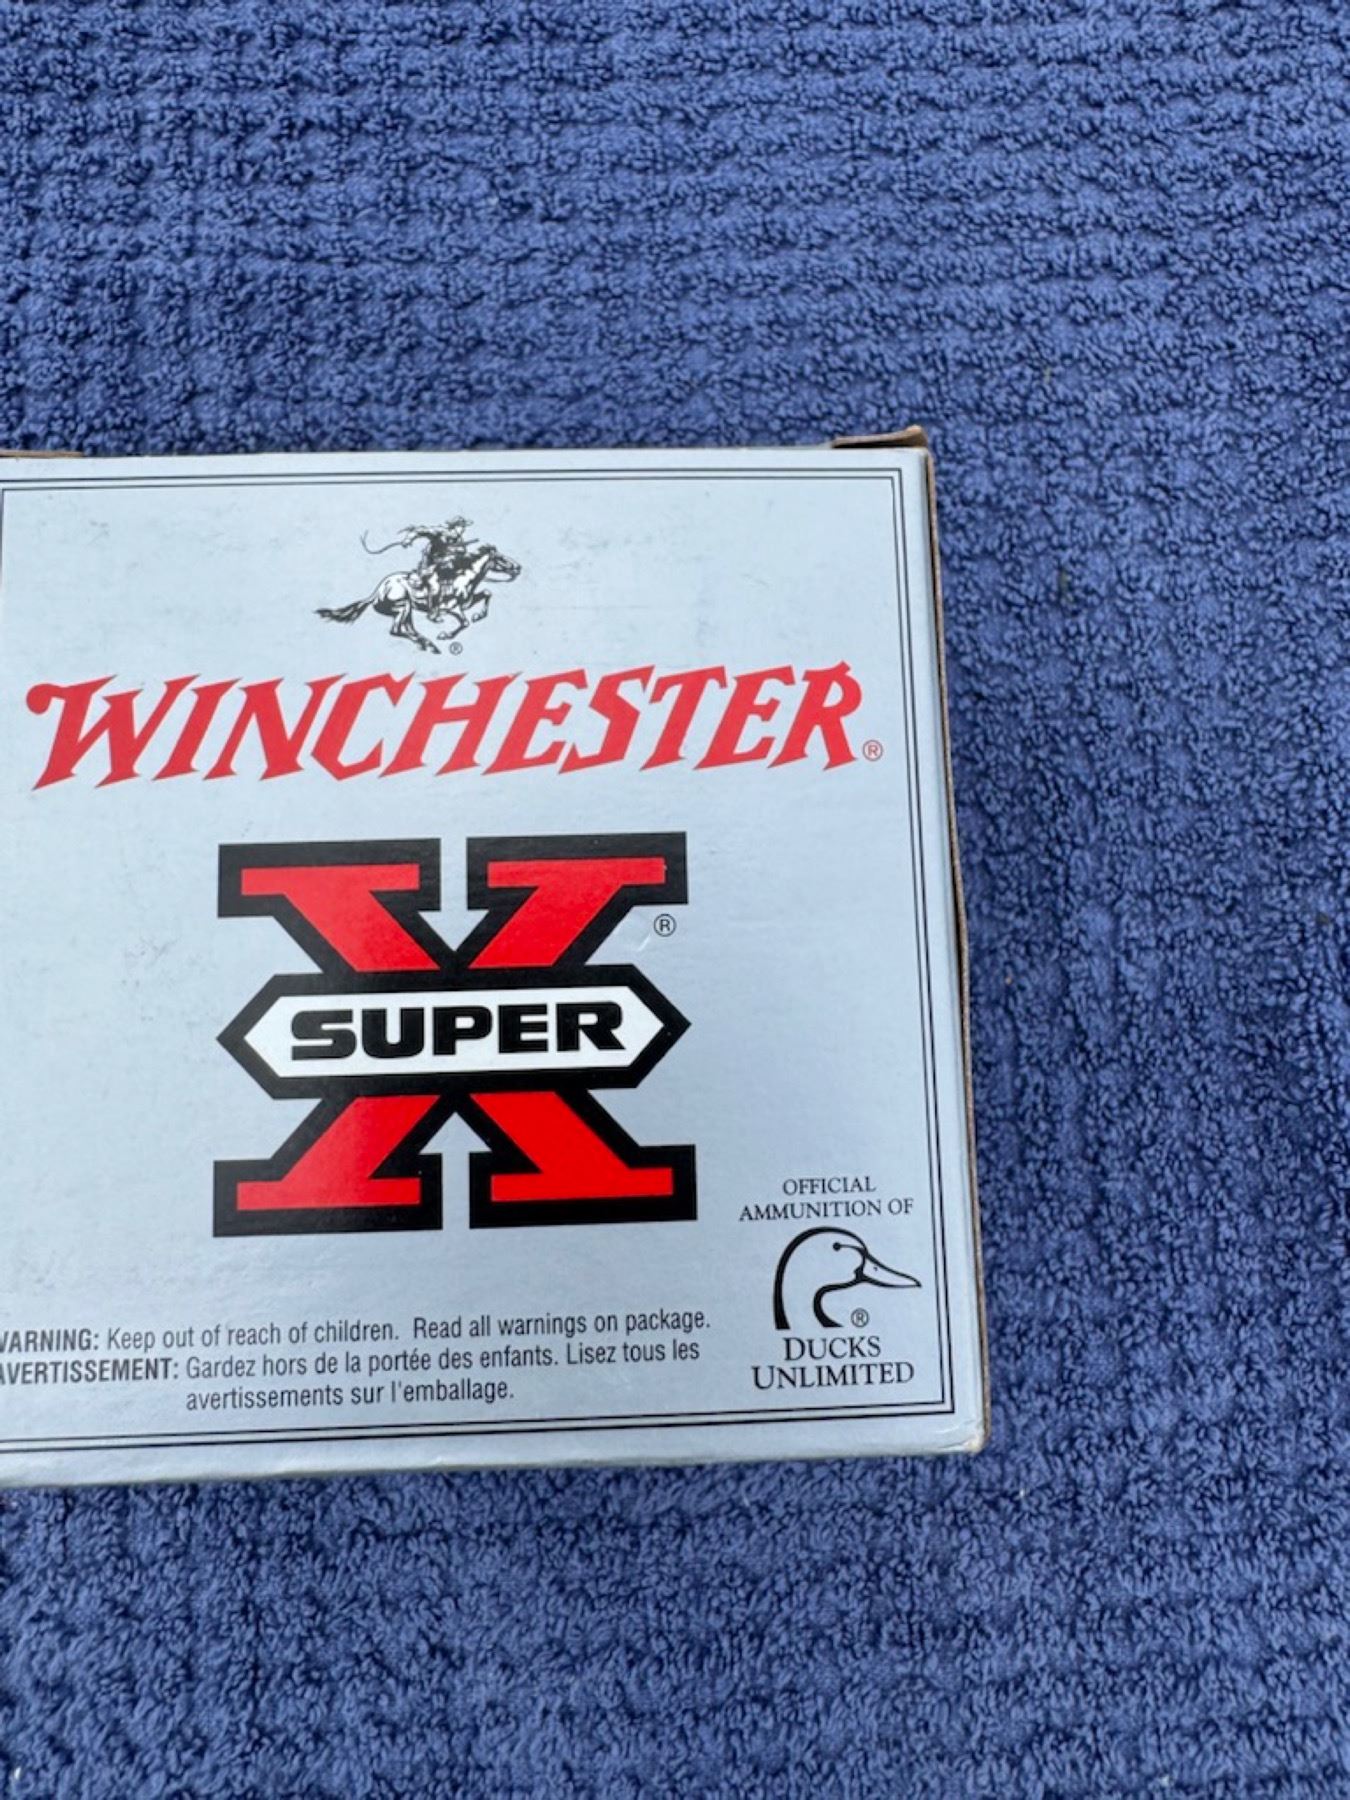 WINCHESTER®
SUPER X ®
OFFICIAL
AMMUNITION OF
®
DUCKS
UNLIMITED
WARNING: Keep out of reach of children. Read all warnings on package.
AVERTISSEMENT: Gardez hors de la portée des enfants. Lisez tous les
avertissements sur l'emballage.